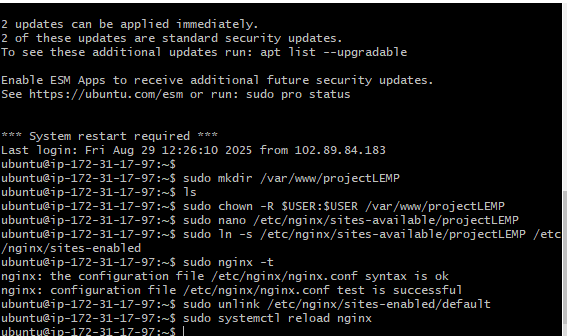 2 updates can be applied immediately.
2 of these updates are standard security updates.
To see these additional updates run: apt list --upgradable
Enable ESM Apps to receive additional future security updates.
See https://ubuntu.com/esm or run: sudo pro status
*** System restart required ***
Last login: Fri Aug 29 12:26:10 2025 from 102.89.84.183
ubuntu@ip-172-31-17-97:~$
ubuntu@ip-172-31-17-97:~$ sudo mkdir /var/www/projectLEMP
ubuntu@ip-172-31-17-97:~$ ls
ubuntu@ip-172-31-17-97:~$ sudo chown -R $USER:$USER /var/www/projectLEMP
ubuntu@ip-172-31-17-97:~$ sudo nano /etc/nginx/sites-available/projectLEMP
ubuntu@ip-172-31-17-97:~$ sudo ln -s /etc/nginx/sites-available/projectLEMP /etc
/nginx/sites-enabled
ubuntu@ip-172-31-17-97:~$ sudo nginx -t
nginx: the configuration file /etc/nginx/nginx.conf syntax is ok
nginx: configuration file /etc/nginx/nginx.conf test is successful
ubuntu@ip-172-31-17-97:~$ sudo unlink /etc/nginx/sites-enabled/default
ubuntu@ip-172-31-17-97:~$ sudo systemctl reload nginx
ubuntu@ip-172-31-17-97:~$